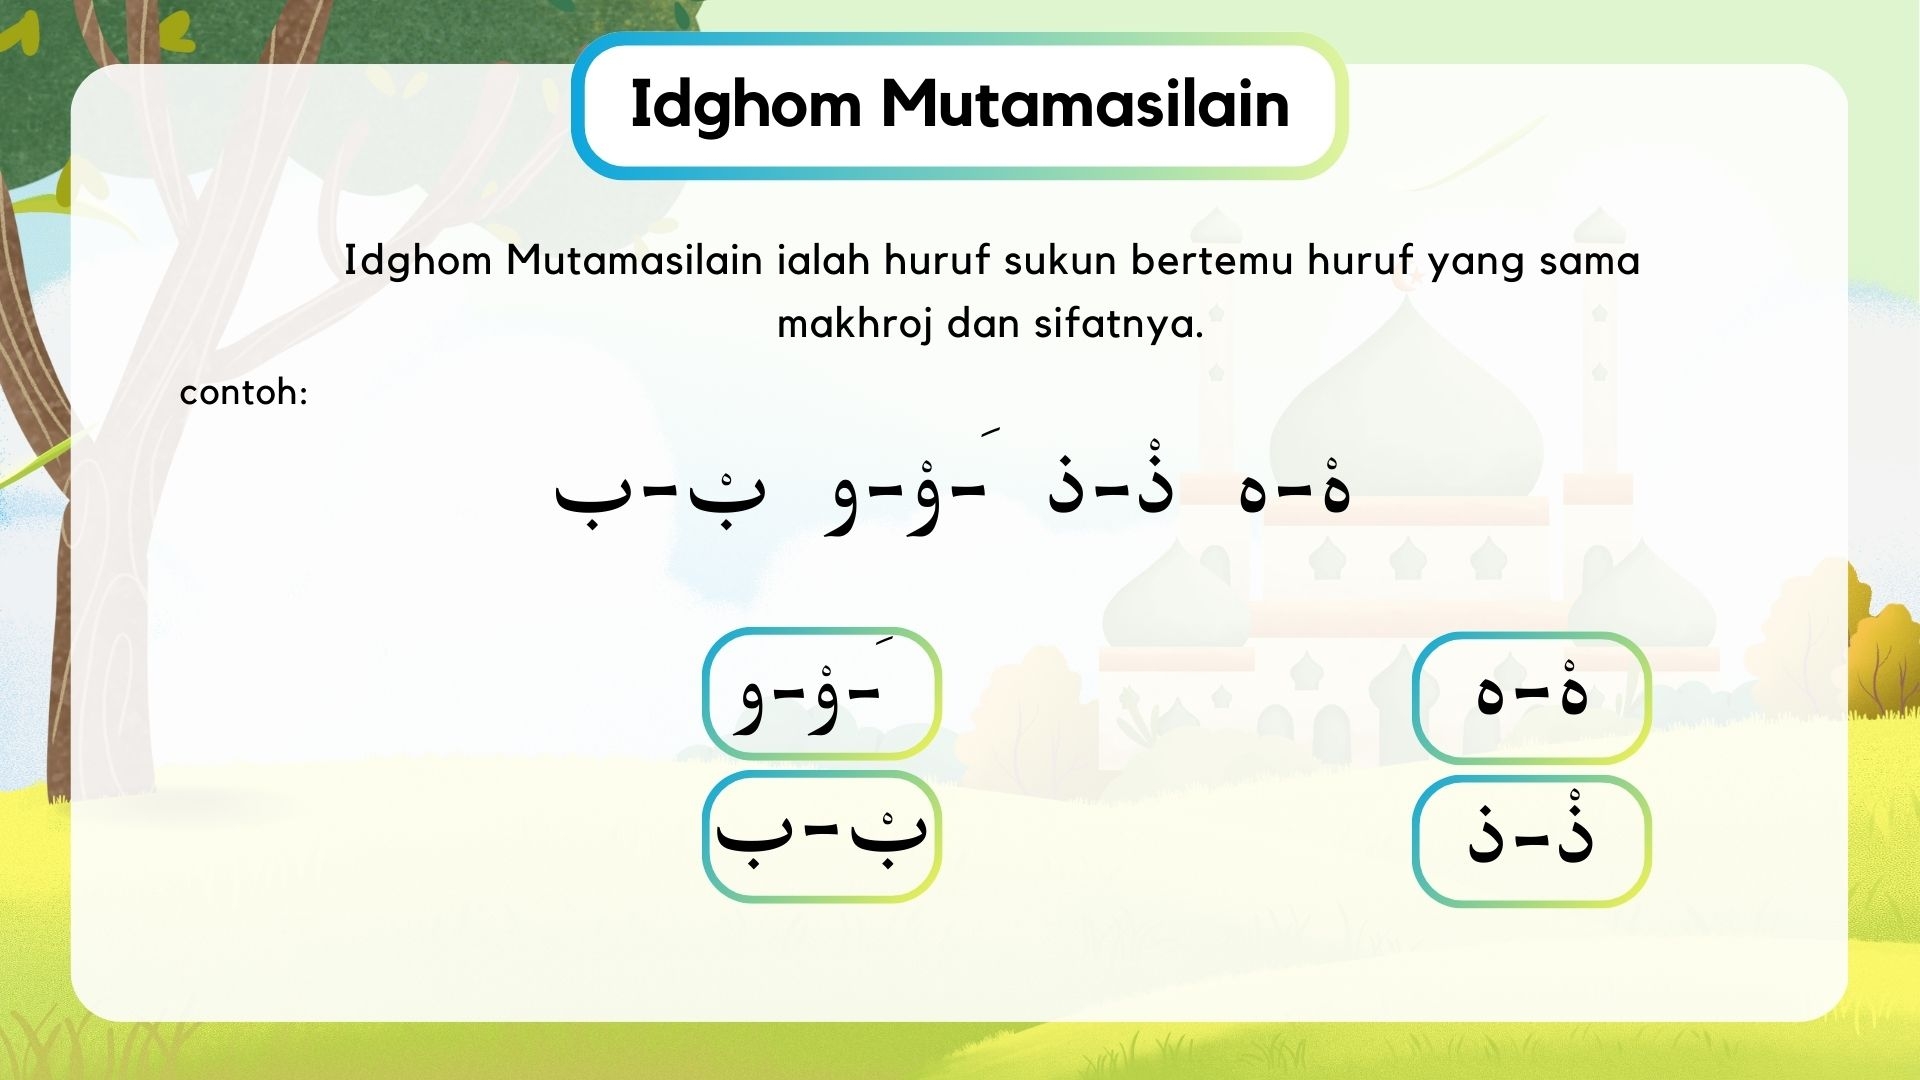 Idghom Mutamasilain
Idghom Mutamasilain ialah huruf sukun bertemu huruf yang sama
makhroj dan sifatnya.
contoh:
هْ-ه ذْ-ذ -َوْ-و بْ-ب
هْ-ه
-َوْ-و
ذْ-ذ
بْ-ب